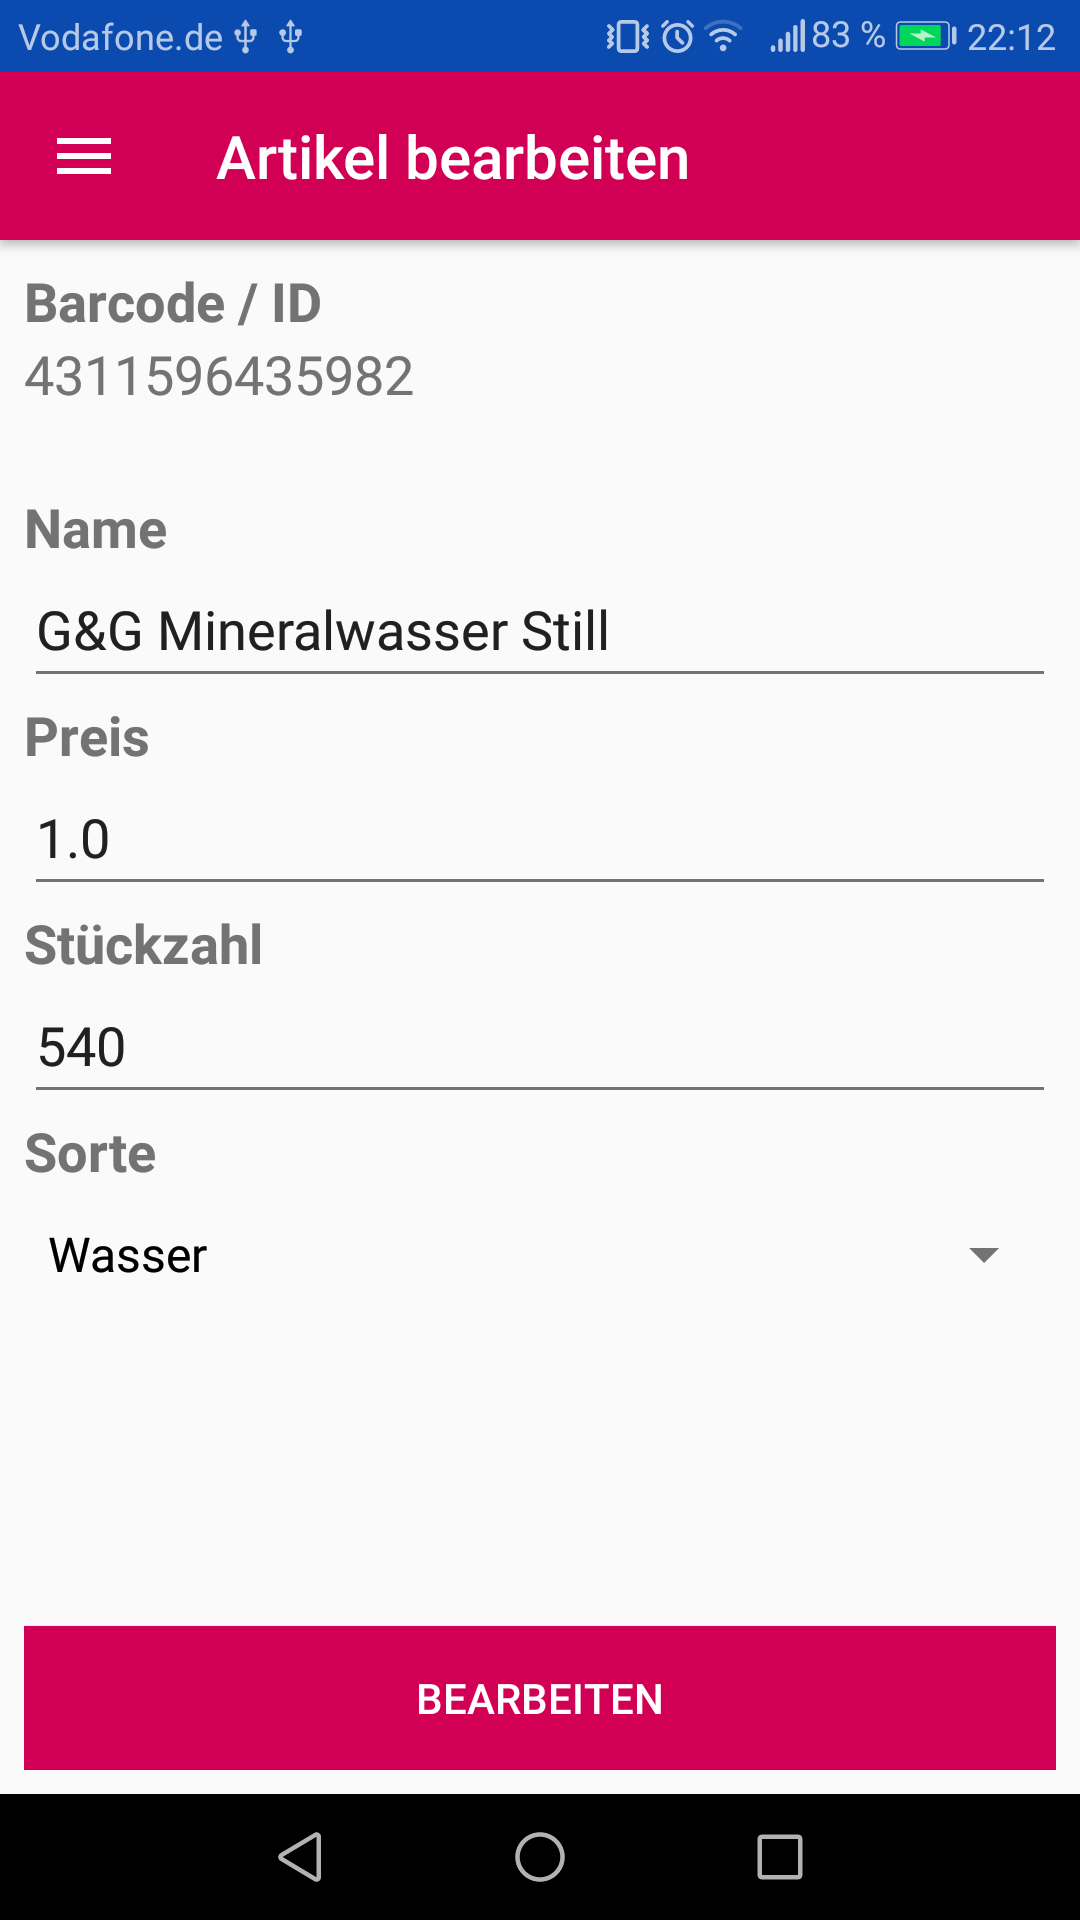 Vodafone.de 83 % 22:12
Artikel bearbeiten
Barcode / ID
4311596435982
Name
G&G Mineralwasser Still
Preis
1.0
Stückzahl
540
Sorte
Wasser
BEARBEITEN